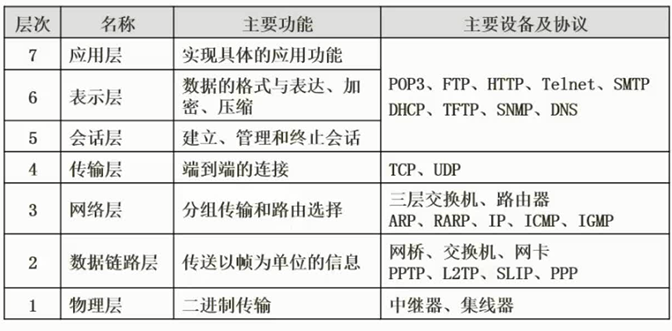 层次 名称 主要功能 主要设备及协议
7 应用层 实现具体的应用功能
6 表示层 数据的格式与表达、加
密、压缩
5 会话层 建立、管理和终止会话
POP3、FTP、HTTP、Telnet、SMTP
DHCP、TFTP、SNMP、DNS
4 传输层 端到端的连接 TCP、UDP
3 网络层 分组传输和路由选择 三层交换机、路由器
ARP、RARP、IP、ICMP、IGMP
2 数据链路层 传送以帧为单位的信息 网桥、交换机、网卡
PPTP、L2TP、SLIP、PPP
1 物理层 二进制传输 中继器、集线器